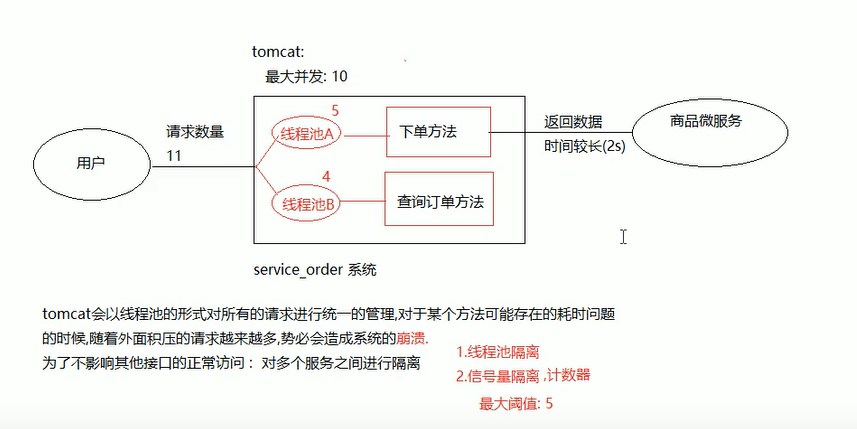 tomcat:
最大并发: 10
用户
请求数量
11
5
线程池A
下单方法
返回数据
时间较长(2s)
商品微服务
4
线程池B
查询订单方法
service_order 系统
tomcat会以线程池的形式对所有的请求进行统一的管理,对于某个方法可能存在的耗时问题
的时候,随着外面积压的请求越来越多,势必会造成系统的崩溃.
为了不影响其他接口的正常访问 : 对多个服务之间进行隔离
1.线程池隔离
2.信号量隔离 ,计数器
最大阈值: 5